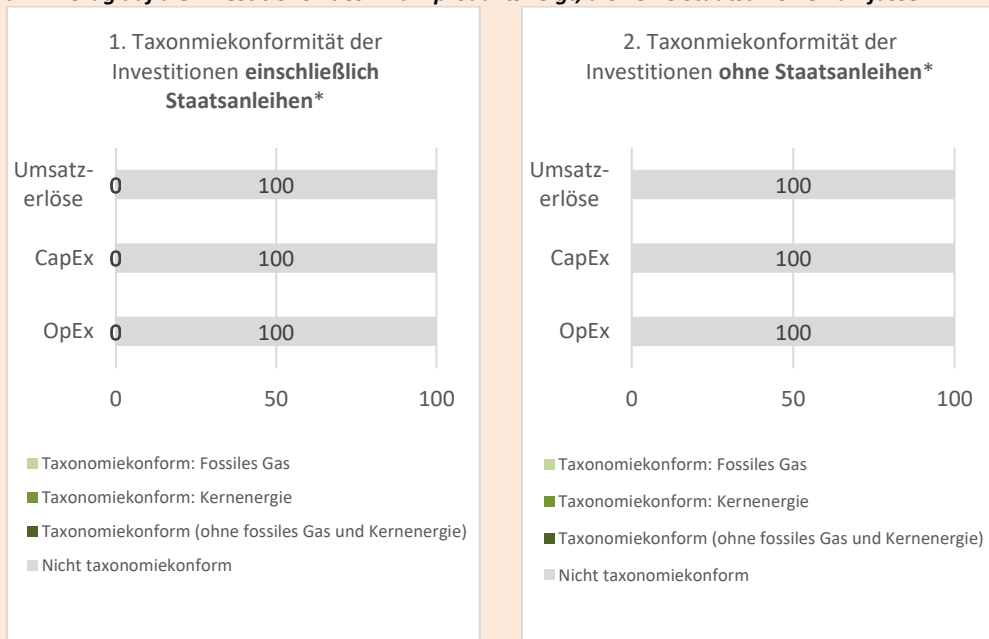 1. Taxonmiekonformität der
Investitionen einschließlich
Staatsanleihen*
Umsatz-
erlöse
0
100
CapEx
0
100
OpEx
0
100
0
50
100
Taxonomiekonform: Fossiles Gas
Taxonomiekonform: Kernenergie
Taxonomiekonform (ohne fossiles Gas und Kernenergie)
Nicht taxonomiekonform
2. Taxonmiekonformität der
Investitionen ohne Staatsanleihen*
Umsatz-
erlöse
100
CapEx
100
OpEx
100
0
50
100
Taxonomiekonform: Fossiles Gas
Taxonomiekonform: Kernenergie
Taxonomiekonform (ohne fossiles Gas und Kernenergie)
Nicht taxonomiekonform